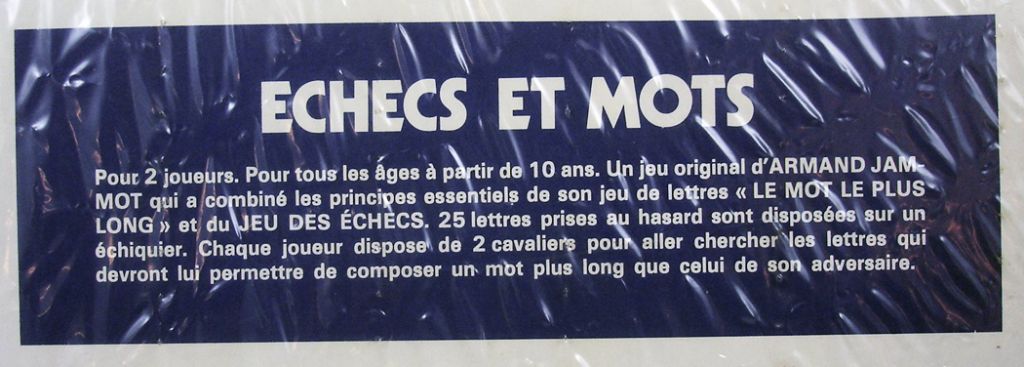 ECHECS ET MOTS
Pour 2 joueurs. Pour tous les âges à partir de 10 ans. Un jeu original d'ARMAND JAM-
MOT qui a combiné les principes essentiels de son jeu de lettres « LE MOT LE PLUS
LONG » et du JEU DES ÉCHECS. 25 lettres prises au hasard sont disposées sur un
échiquier. Chaque joueur dispose de 2 cavaliers pour aller chercher les lettres qui
devront lui permettre de composer un mot plus long que celui de son adversaire.